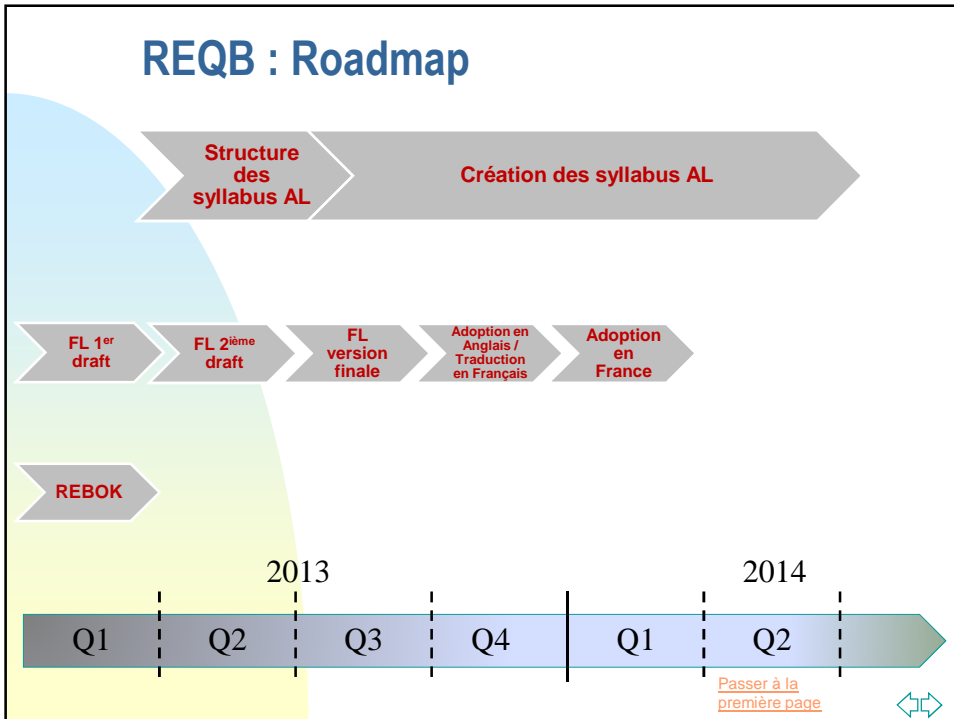 REQB : Roadmap
Structure
des
syllabus AL
Création des syllabus AL
FL 1er
draft
FL 2ième
draft
FL
version
finale
Adoption en
Anglais /
Traduction
en Français
Adoption
en
France
REBOK
2013
2014
Q1
Q2
Q3
Q4
Q1
Q2
Passer à la
première page